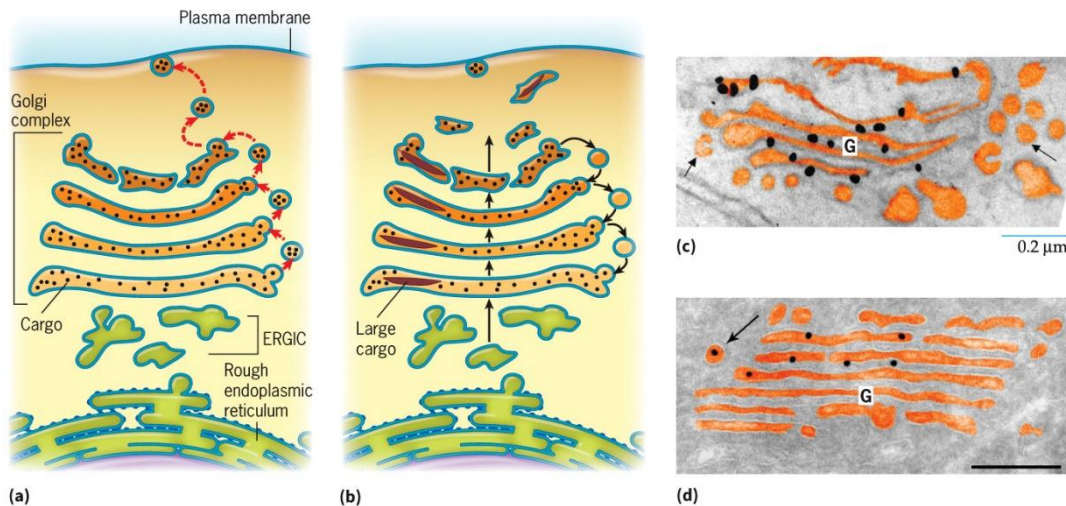 Plasma membrane
Golgi
complex
Cargo
ERGIC
Rough
endoplasmic
reticulum
(a)
Large
cargo
(b)
G
(c)
0.2 μm
G
(d)